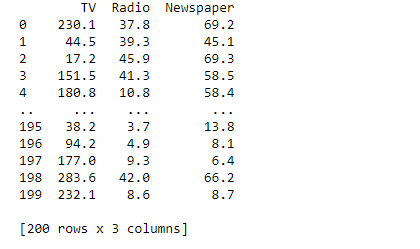 TV Radio Newspaper
0 230.1 37.8 69.2
1 44.5 39.3 45.1
2 17.2 45.9 69.3
3 151.5 41.3 58.5
4 180.8 10.8 58.4
.. ... ... ...
195 38.2 3.7 13.8
196 94.2 4.9 8.1
197 177.0 9.3 6.4
198 283.6 42.0 66.2
199 232.1 8.6 8.7
[200 rows x 3 columns]